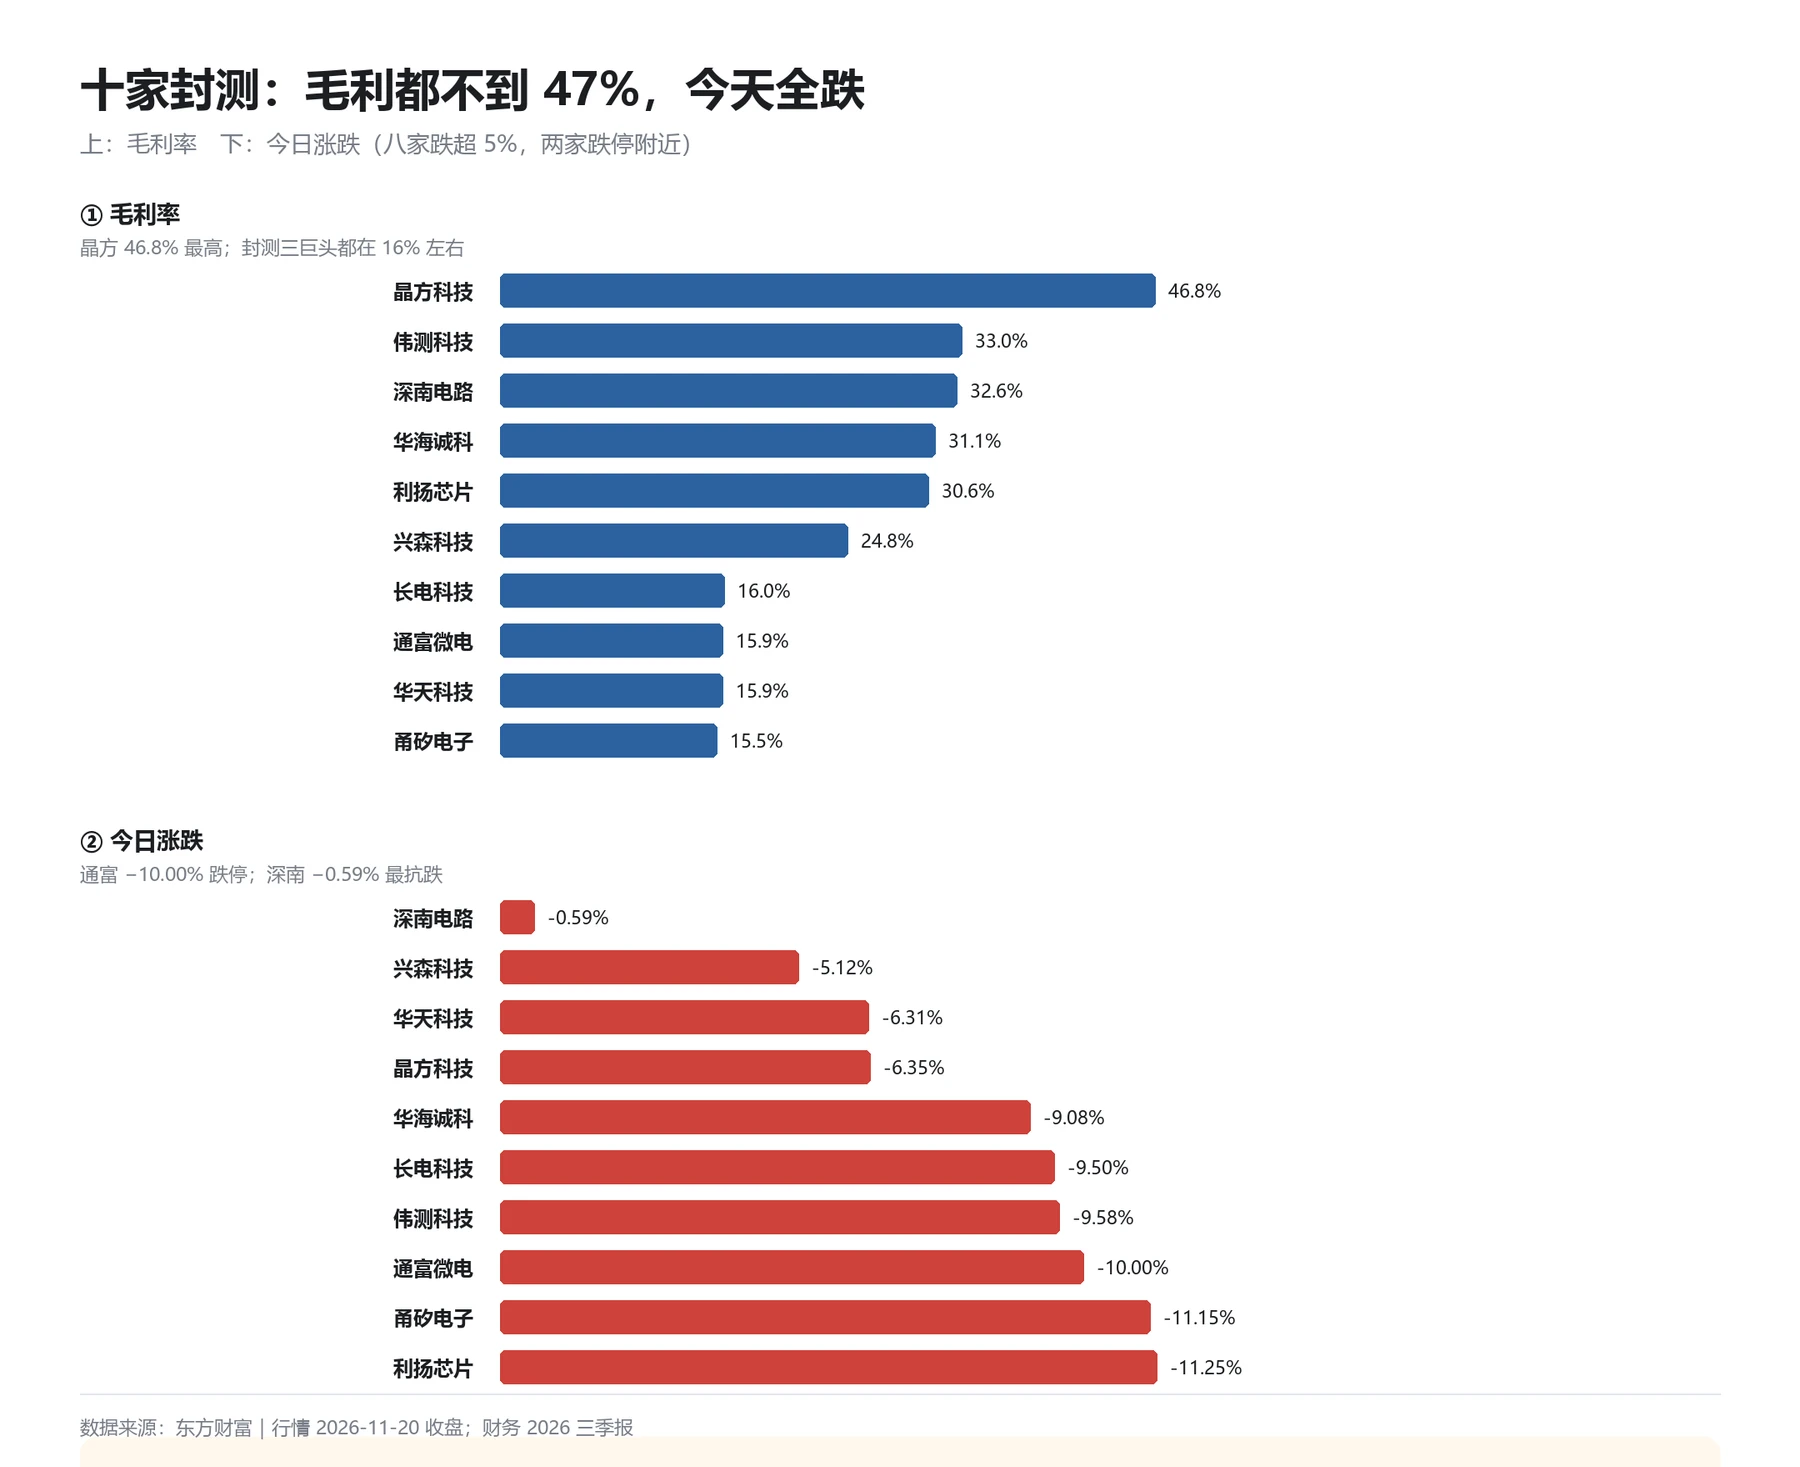 十家封测：毛利都不到 47%，今天全跌
上：毛利率 下：今日涨跌（八家跌超 5%，两家跌停附近）
① 毛利率
晶方 46.8% 最高；封测三巨头都在 16% 左右
晶方科技 46.8%
伟测科技 33.0%
深南电路 32.6%
华海诚科 31.1%
利扬芯片 30.6%
兴森科技 24.8%
长电科技 16.0%
通富微电 15.9%
华天科技 15.9%
甬矽电子 15.5%
② 今日涨跌
通富 −10.00% 跌停；深南 −0.59% 最抗跌
深南电路 -0.59%
兴森科技 -5.12%
华天科技 -6.31%
晶方科技 -6.35%
华海诚科 -9.08%
长电科技 -9.50%
伟测科技 -9.58%
通富微电 -10.00%
甬矽电子 -11.15%
利扬芯片 -11.25%
数据来源：东方财富 | 行情 2026-11-20 收盘；财务 2026 三季报